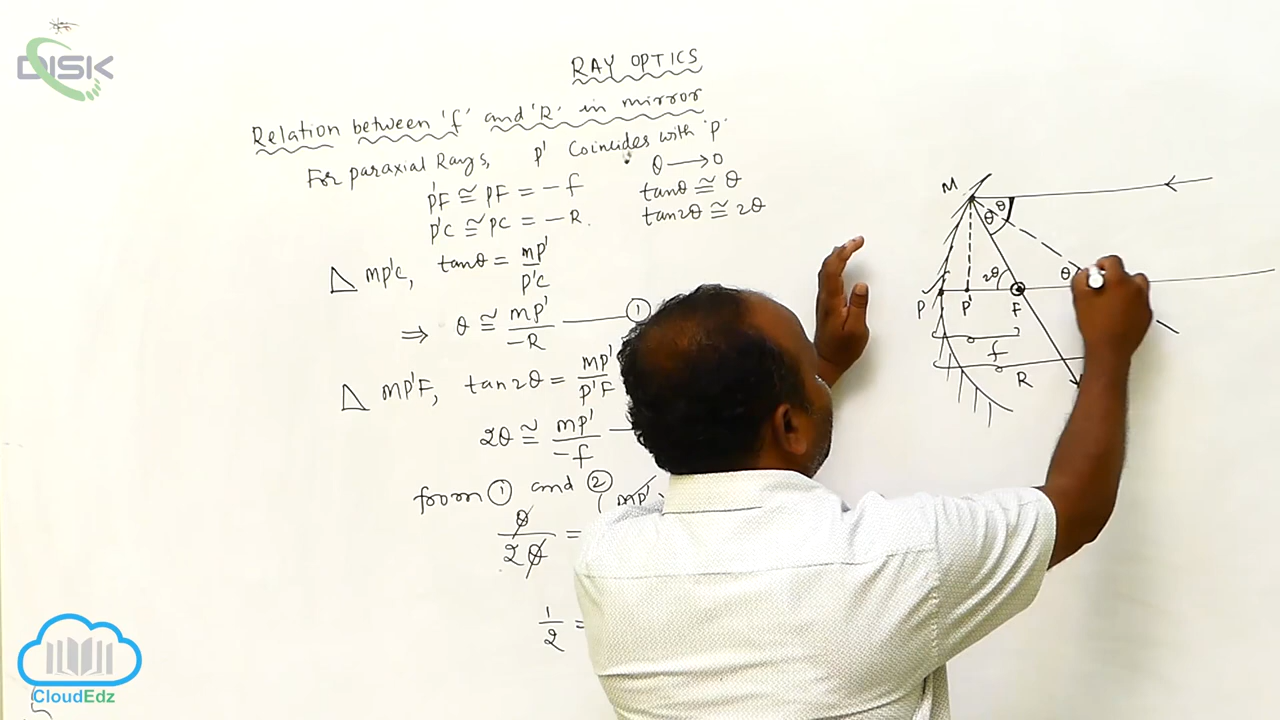 DISK
RAY OPTICS
Relation between 'f' and 'R' in mirror
For paraxial Rays, P' Coincides with 'P'
θ → 0
P'F ≅ PF = -f
tanθ ≅ θ
P'C ≅ PC = -R.
tan2θ ≅ 2θ
△ MP'C, tanθ = MP'/P'C
⇒ θ ≅ MP'/-R — ①
△ MP'F, tan2θ = MP'/P'F
2θ ≅ MP'/-f —
from ① and ②
θ/2θ = (MP'
1/2 =
M
θ
θ
2θ
θ
P
P'
F
f
R
CloudEdz